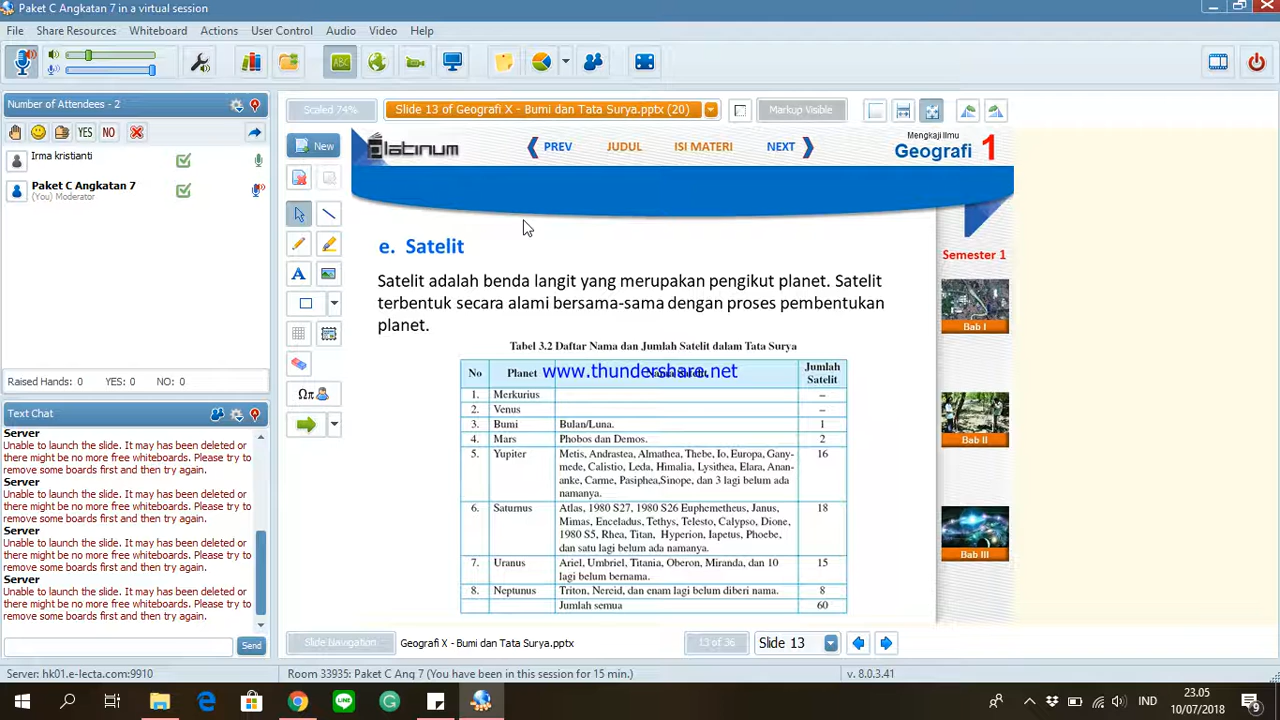 Paket C Angkatan 7 in a virtual session
File Share Resources Whiteboard Actions User Control Audio Video Help
Number of Attendees - 2
YES NO
Irma kristianti
Paket C Angkatan 7
(You) Moderator
Raised Hands: 0 YES: 0 NO: 0
Text Chat
Server
Unable to launch the slide. It may has been deleted or
there might be no more free whiteboards. Please try to
remove some boards first and then try again.
Server
Unable to launch the slide. It may has been deleted or
there might be no more free whiteboards. Please try to
remove some boards first and then try again.
Server
Unable to launch the slide. It may has been deleted or
there might be no more free whiteboards. Please try to
remove some boards first and then try again.
Server
Unable to launch the slide. It may has been deleted or
there might be no more free whiteboards. Please try to
remove some boards first and then try again.
Send
Scaled 74%
Slide 13 of Geografi X - Bumi dan Tata Surya.pptx (20)
Markup Visible
New
ABC
Ωπ
Platinum
PREV JUDUL ISI MATERI NEXT
Mengkaji Ilmu
Geografi 1
Semester 1
Bab I
Bab II
Bab III
e. Satelit
Satelit adalah benda langit yang merupakan pengikut planet. Satelit
terbentuk secara alami bersama-sama dengan proses pembentukan
planet.
Tabel 3.2 Daftar Nama dan Jumlah Satelit dalam Tata Surya
www.thundershare.net
No Planet Jumlah
Satelit
1. Merkurius –
2. Venus –
3. Bumi Bulan/Luna. 1
4. Mars Phobos dan Demos. 2
5. Yupiter Metis, Andrastea, Almathea, Thebe, Io, Europa, Gany- 16
mede, Calistio, Leda, Himalia, Lysithea, Elara, Anan-
anke, Carme, Pasiphea,Sinope, dan 3 lagi belum ada
namanya.
6. Saturnus Atlas, 1980 S27, 1980 S26 Euphemetheus, Janus, 18
Mimas, Enceladus, Tethys, Telesto, Calypso, Dione,
1980 S5, Rhea, Titan, Hyperion, Iapetus, Phoebe,
dan satu lagi belum ada namanya.
7. Uranus Ariel, Umbriel, Titania, Oberon, Miranda, dan 10 15
lagi belum bernama.
8. Neptunus Triton, Nereid, dan enam lagi belum diberi nama. 8
Jumlah semua 60
Slide Navigation Geografi X - Bumi dan Tata Surya.pptx 13 of 36 Slide 13
Server: hk01.e-lecta.com:9910 Room 33935: Paket C Ang 7 (You have been in this session for 15 min.) v. 8.0.3.41
IND
23.05
10/07/2018
9